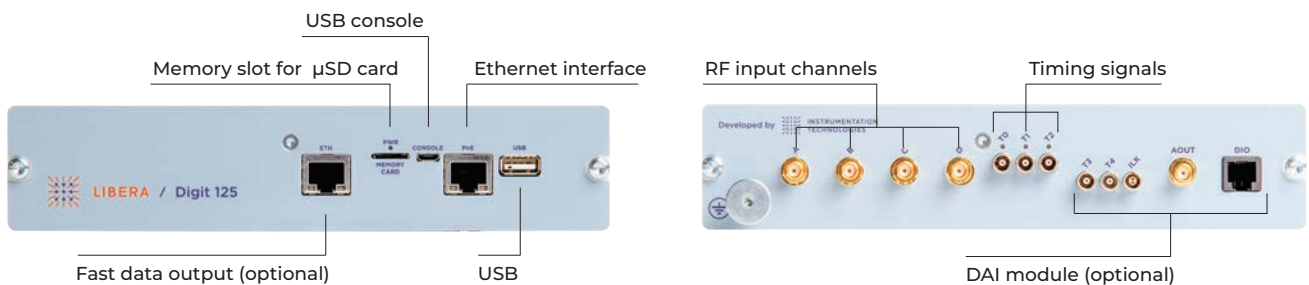 USB console
Memory slot for µSD card
Ethernet interface
ETH
PWR
MEMORY
CARD
CONSOLE
PoE
USB
LIBERA / Digit 125
Fast data output (optional)
USB
RF input channels
Timing signals
Developed by INSTRUMENTATION
TECHNOLOGIES
A
B
C
D
T0
T1
T2
T3
T4
ILK
AOUT
DIO
DAI module (optional)